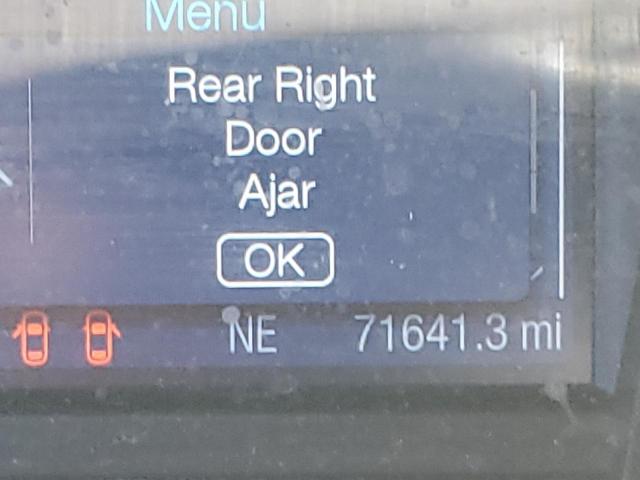 Menu
Rear Right
Door
Ajar
OK
NE 71641.3 mi